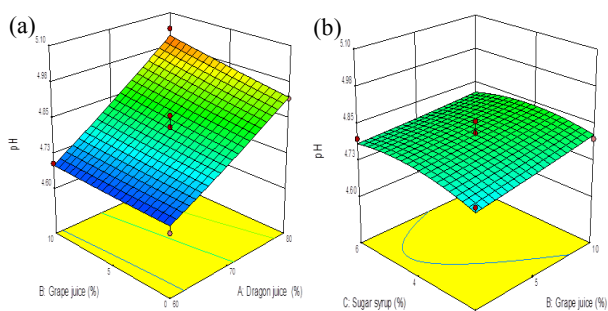 (a)
5.10
4.98
4.85
4.73
4.60
pH
10
5
0
60
70
80
B: Grape juice (%)
A: Dragon juice (%)
(b)
5.10
4.98
4.85
4.73
4.60
pH
6
4
5
10
C: Sugar syrup (%)
B: Grape juice (%)